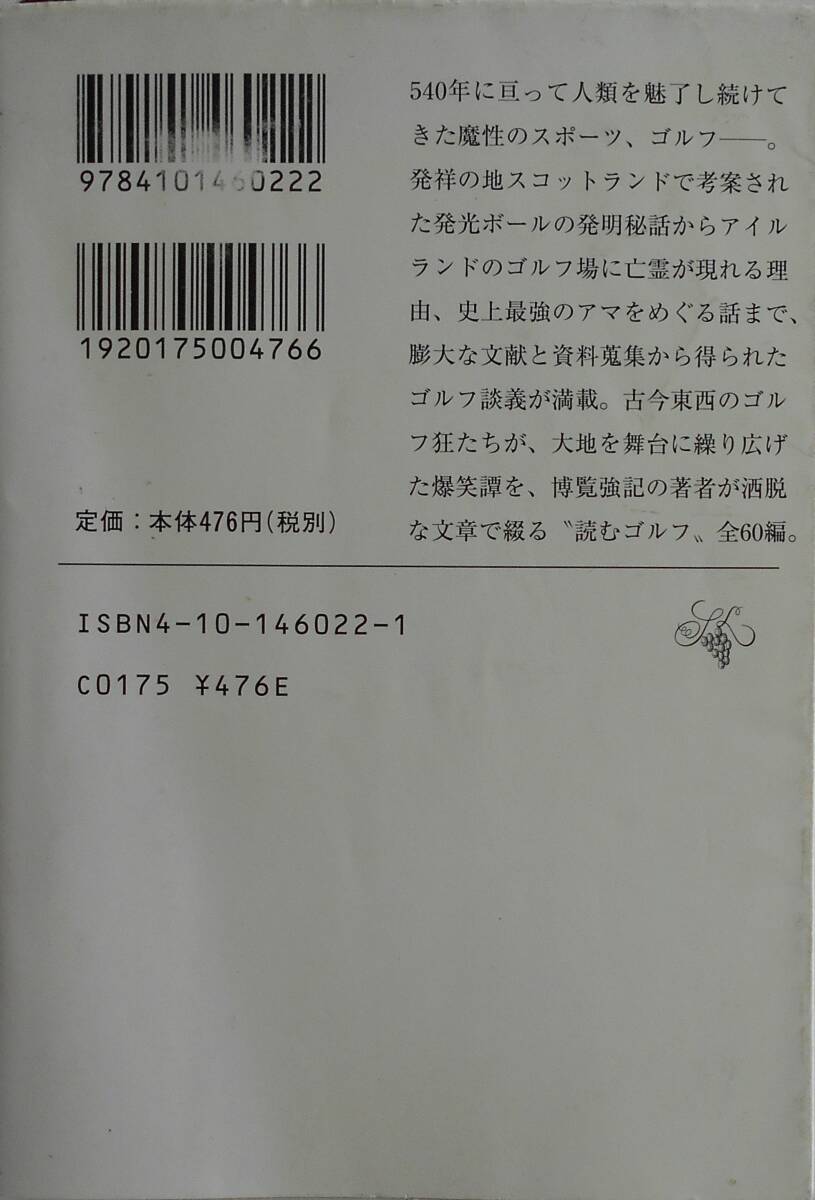 9784101460222
1920175004766
定価：本体476円(税別)
540年に亘って人類を魅了し続けて
きた魔性のスポーツ、ゴルフ――。
発祥の地スコットランドで考案され
た発光ボールの発明秘話からアイル
ランドのゴルフ場に亡霊が現れる理
由、史上最強のアマをめぐる話まで、
膨大な文献と資料蒐集から得られた
ゴルフ談義が満載。古今東西のゴル
フ狂たちが、大地を舞台に繰り広げ
た爆笑譚を、博覧強記の著者が洒脱
な文章で綴る〝読むゴルフ〟全60編。
ISBN4-10-146022-1
C0175 ¥476E